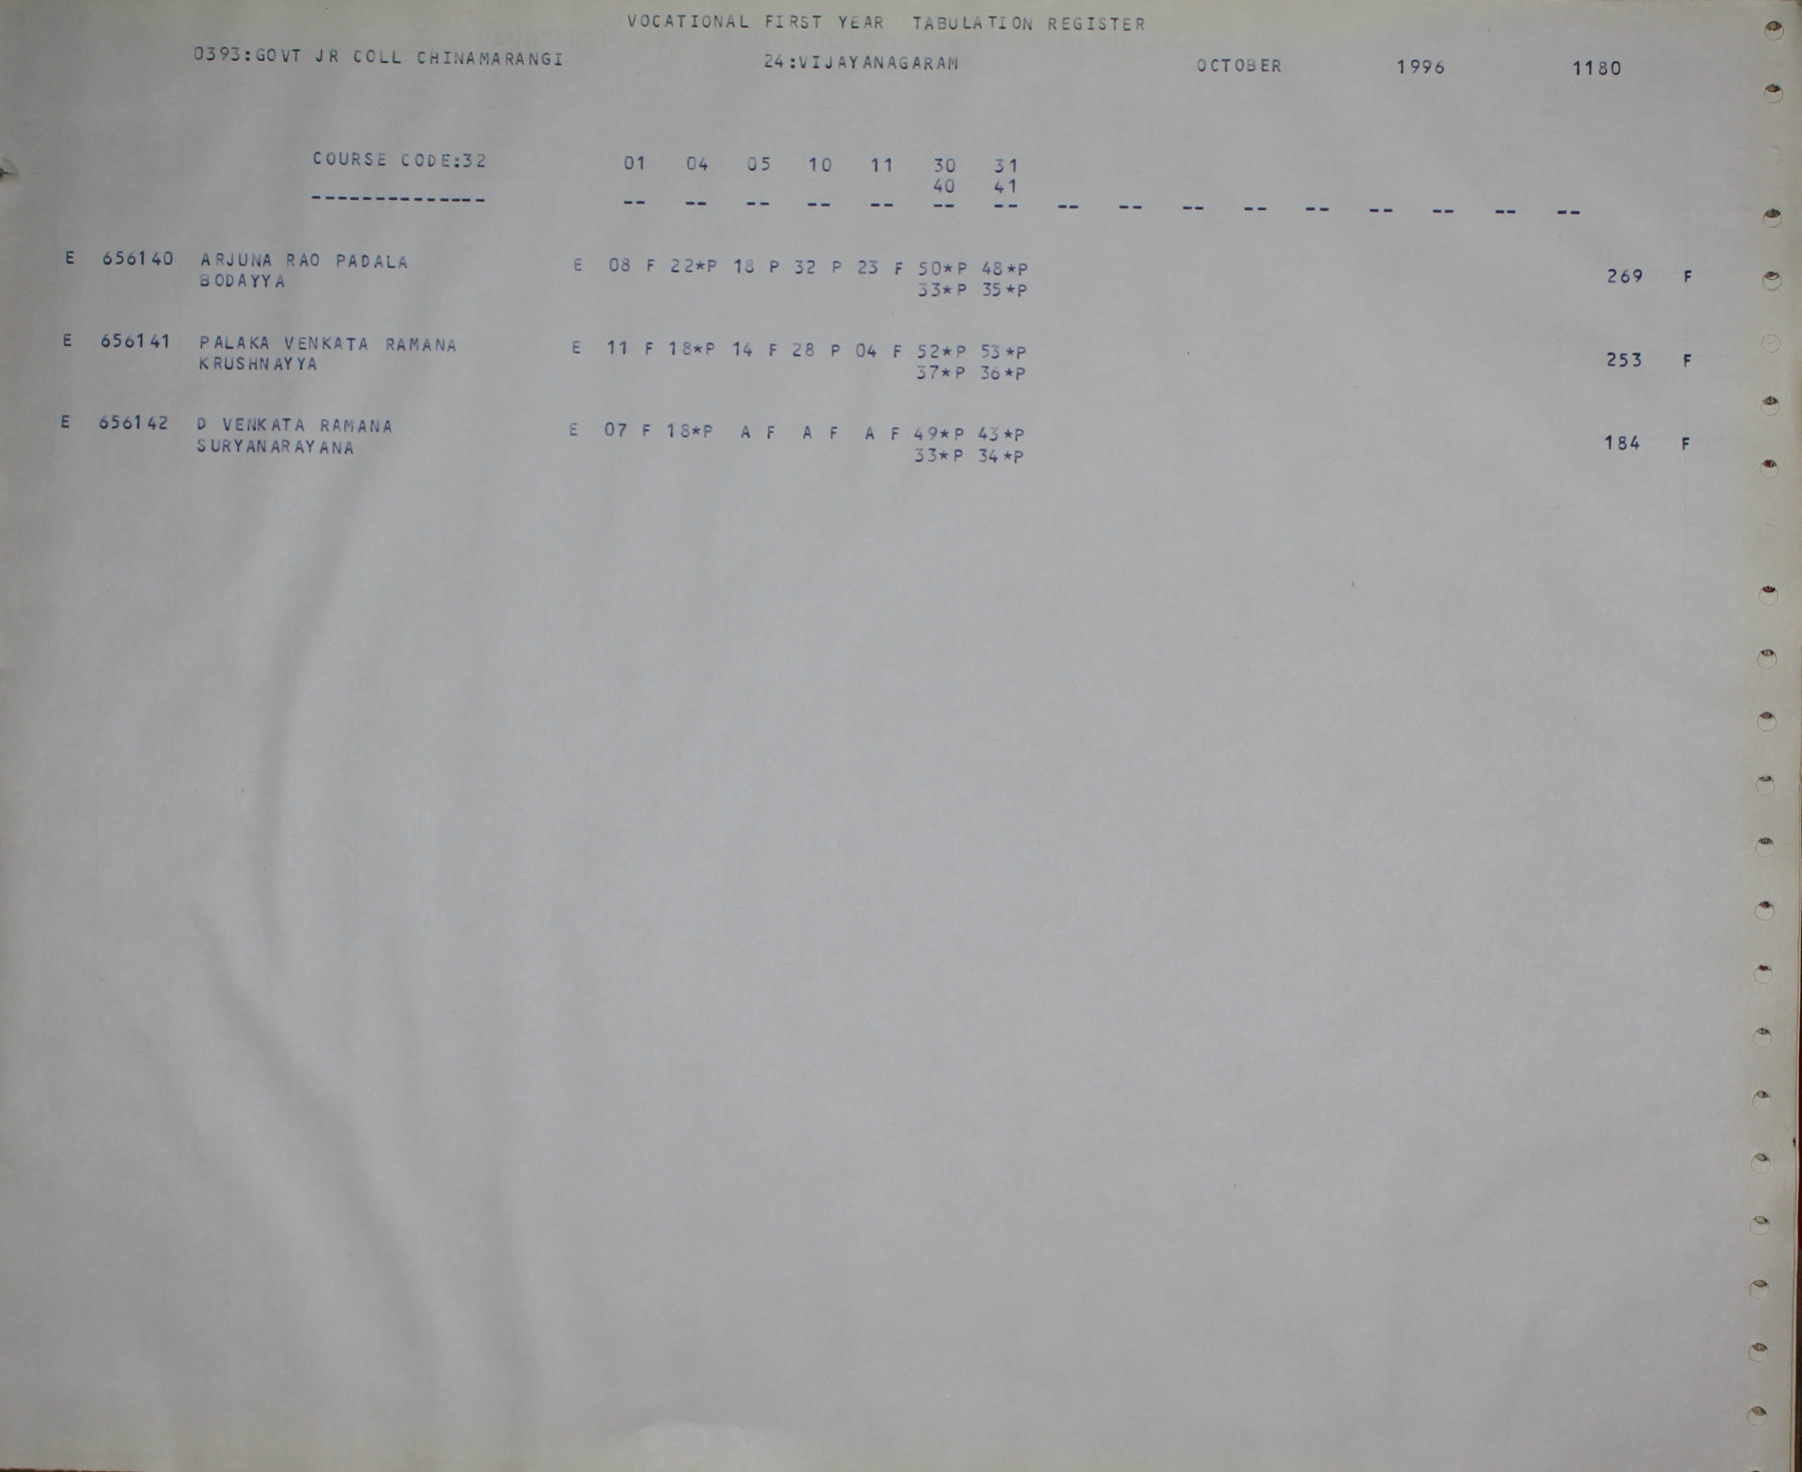 VOCATIONAL FIRST YEAR TABULATION REGISTER
0393:GOVT JR COLL CHINAMARANGI 24:VIJAYANAGARAM OCTOBER 1996 1180
COURSE CODE:32 01 04 05 10 11 30 31
40 41
-------------- -- -- -- -- -- -- -- -- -- -- -- -- -- -- -- --
E 656140 ARJUNA RAO PADALA E 08 F 22*P 18 P 32 P 23 F 50*P 48*P 269 F
BODAYYA 33*P 35*P
E 656141 PALAKA VENKATA RAMANA E 11 F 18*P 14 F 28 P 04 F 52*P 53*P 253 F
KRUSHNAYYA 37*P 36*P
E 656142 D VENKATA RAMANA E 07 F 18*P A F A F A F 49*P 43*P 184 F
SURYANARAYANA 33*P 34*P